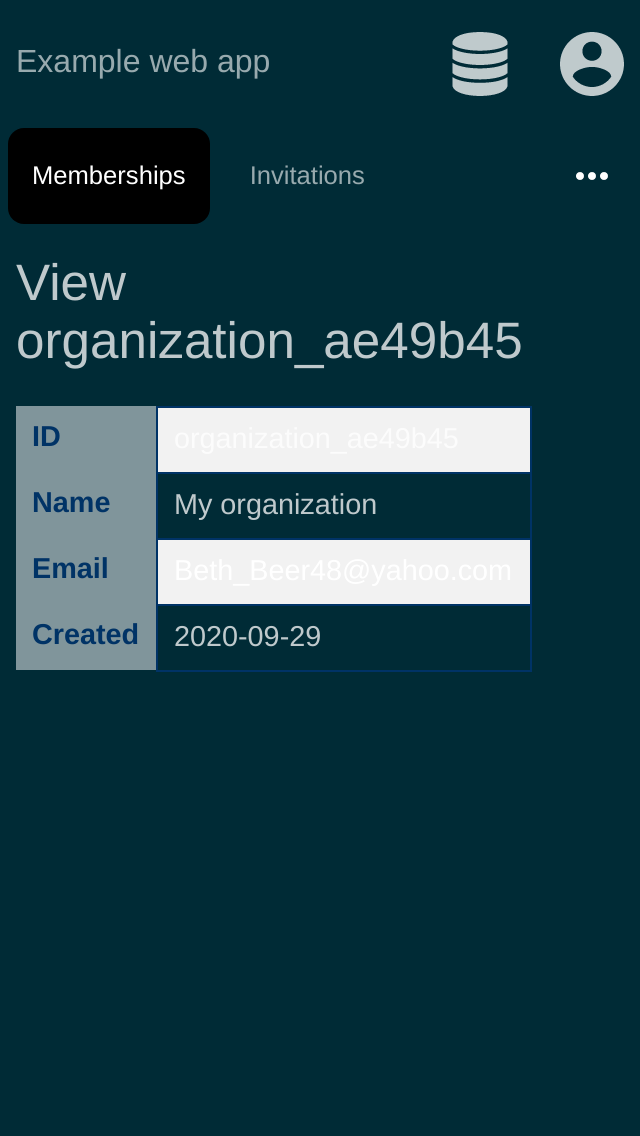 Example web app
Memberships Invitations
View
organization_ae49b45
ID organization_ae49b45
Name My organization
Email Beth_Beer48@yahoo.com
Created 2020-09-29